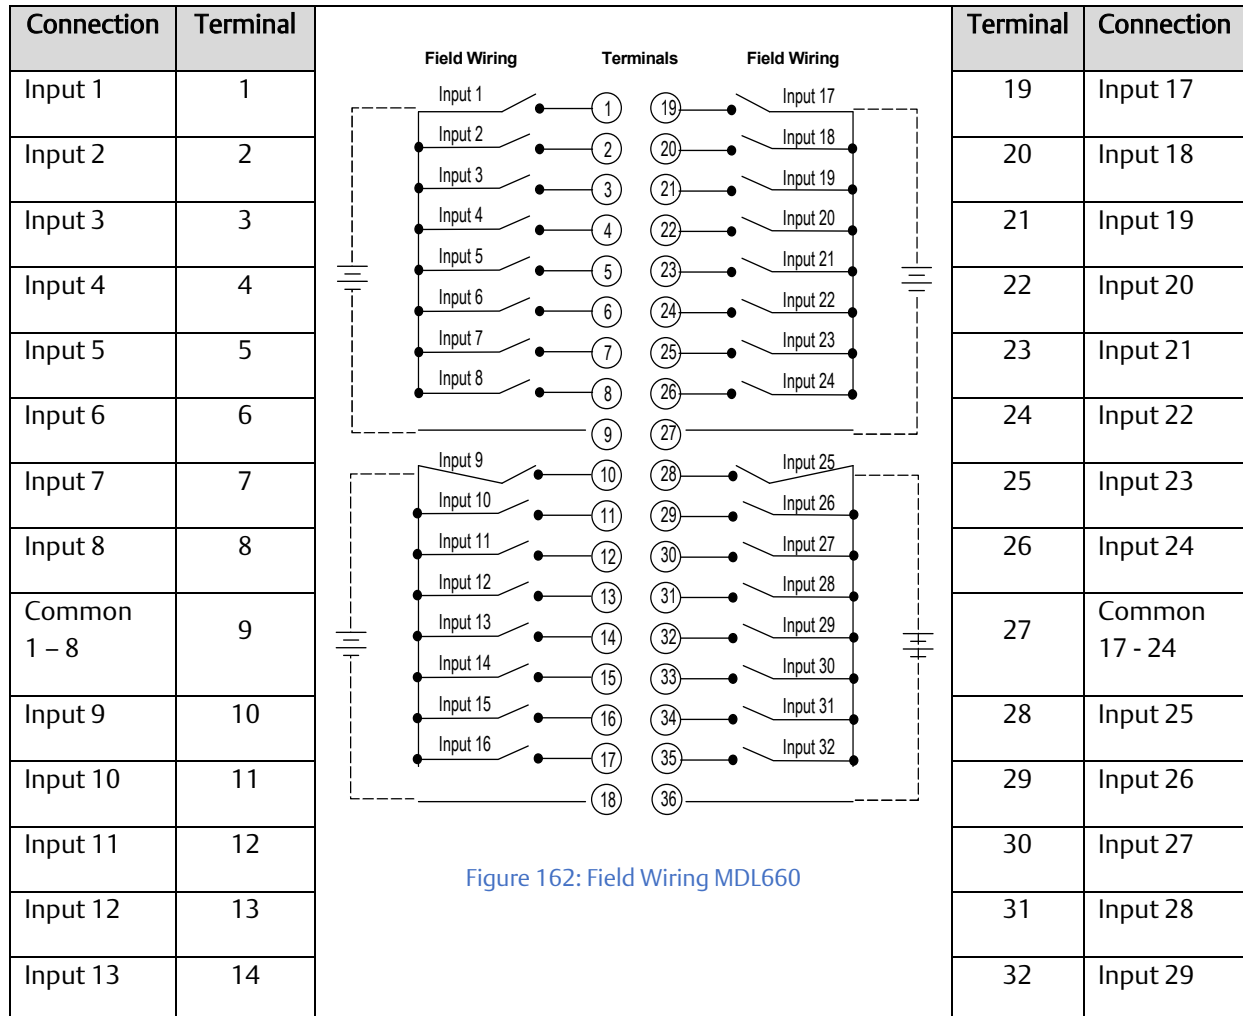 Connection Terminal Terminal Connection
Field Wiring Terminals Field Wiring
Input 1 1 Input 1 1 19 Input 17 19 Input 17
Input 2 2 Input 2 2 20 Input 18 20 Input 18
Input 3 3 Input 3 3 21 Input 19 21 Input 19
Input 4 4 Input 4 4 22 Input 20 22 Input 20
Input 5 5 Input 5 5 23 Input 21 23 Input 21
Input 6 6 Input 6 6 24 Input 22 24 Input 22
Input 7 7 Input 7 7 25 Input 23 25 Input 23
Input 8 8 Input 8 8 26 Input 24 26 Input 24
Common
1 – 8 9 9 27 27 Common
17 - 24
Input 9 10 Input 9 10 28 Input 25 28 Input 25
Input 10 11 Input 10 11 29 Input 26 29 Input 26
Input 11 12 Input 11 12 30 Input 27 30 Input 27
Input 12 13 Input 12 13 31 Input 28 31 Input 28
Input 13 14 Input 13 14 32 Input 29 32 Input 29
Input 14 15 33 Input 30
Input 15 16 34 Input 31
Input 16 17 35 Input 32
18 36
Figure 162: Field Wiring MDL660